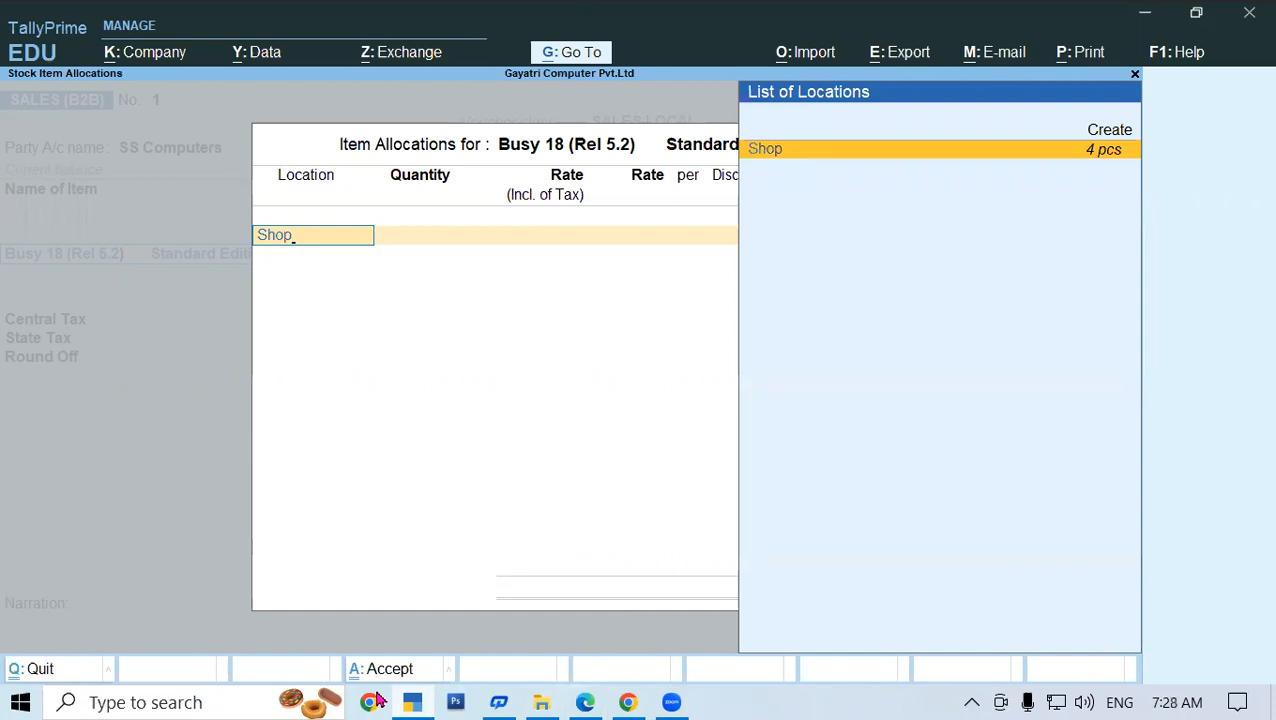 TallyPrime MANAGE
EDU K: Company Y: Data Z: Exchange G: Go To O: Import E: Export M: E-mail P: Print F1: Help
Stock Item Allocations Gayatri Computer Pvt.Ltd
SALES (B2B) No. 1
SALES LOCAL
List of Locations
Create
Shop 4 pcs
Party A/c name: SS Computers
Current balance
Name of Item
Item Allocations for : Busy 18 (Rel 5.2) Standard
Location Quantity Rate Rate per Disc
(Incl. of Tax)
Shop
Busy 18 (Rel 5.2) Standard Editi
Central Tax
State Tax
Round Off
Narration:
Q: Quit A: Accept
Type to search ENG 7:28 AM